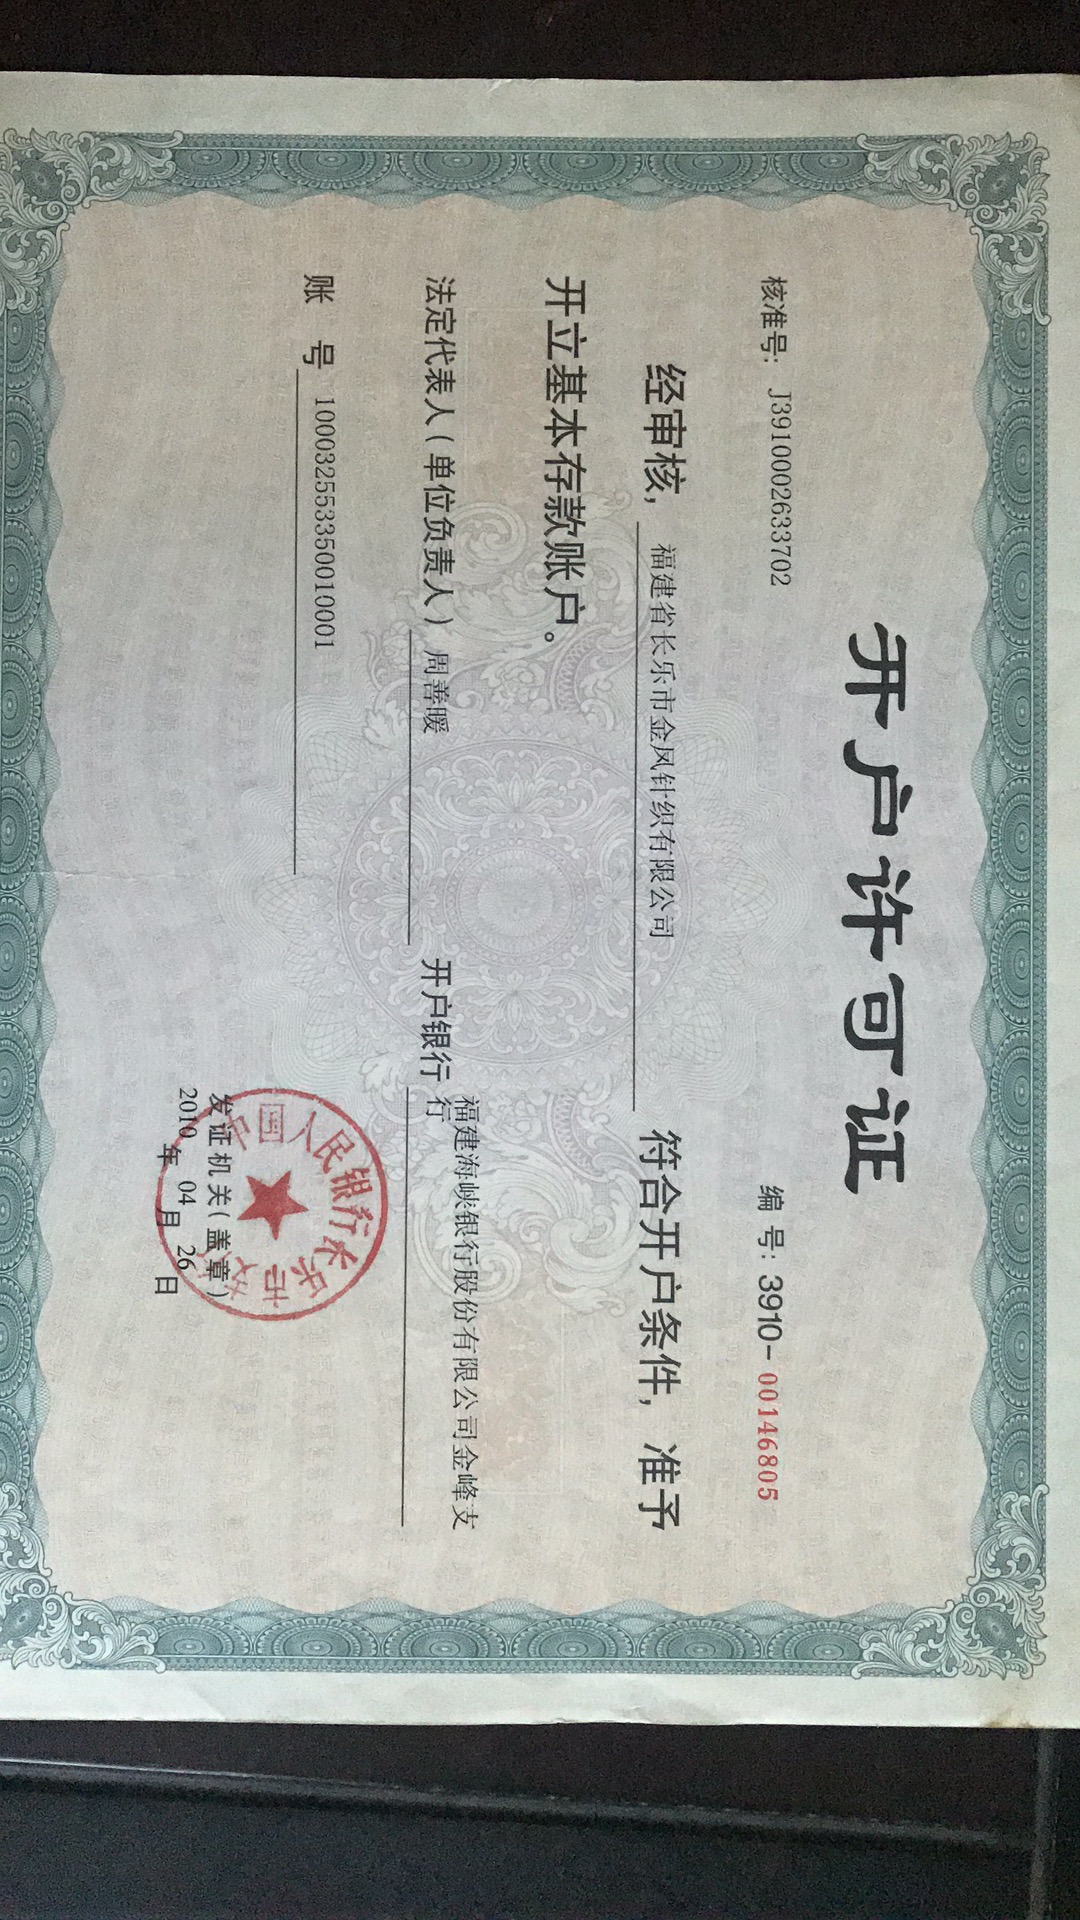 开户许可证
核准号: J3910002633702 编 号: 3910-00146805
经审核, 福建省长乐市金凤针织有限公司 符合开户条件, 准予
开立基本存款账户。
法定代表人(单位负责人) 周善暖 开户银行 福建海峡银行股份有限公司金峰支
行
账 号 100032553350010001
发证机关(盖章)
2010 年 04 月 26 日
中国人民银行长乐市支行